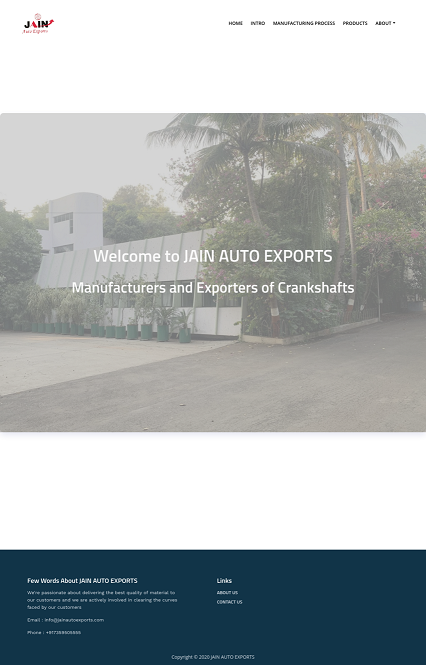 JAIN
Auto Exports
HOME INTRO MANUFACTURING PROCESS PRODUCTS ABOUT
Welcome to JAIN AUTO EXPORTS
Manufacturers and Exporters of Crankshafts
Few Words About JAIN AUTO EXPORTS
We're passionate about delivering the best quality of material to
our customers and we are actively involved in clearing the curves
faced by our customers
Email : info@jainautoexports.com
Phone : +917359505555
Links
ABOUT US
CONTACT US
Copyright © 2020 JAIN AUTO EXPORTS